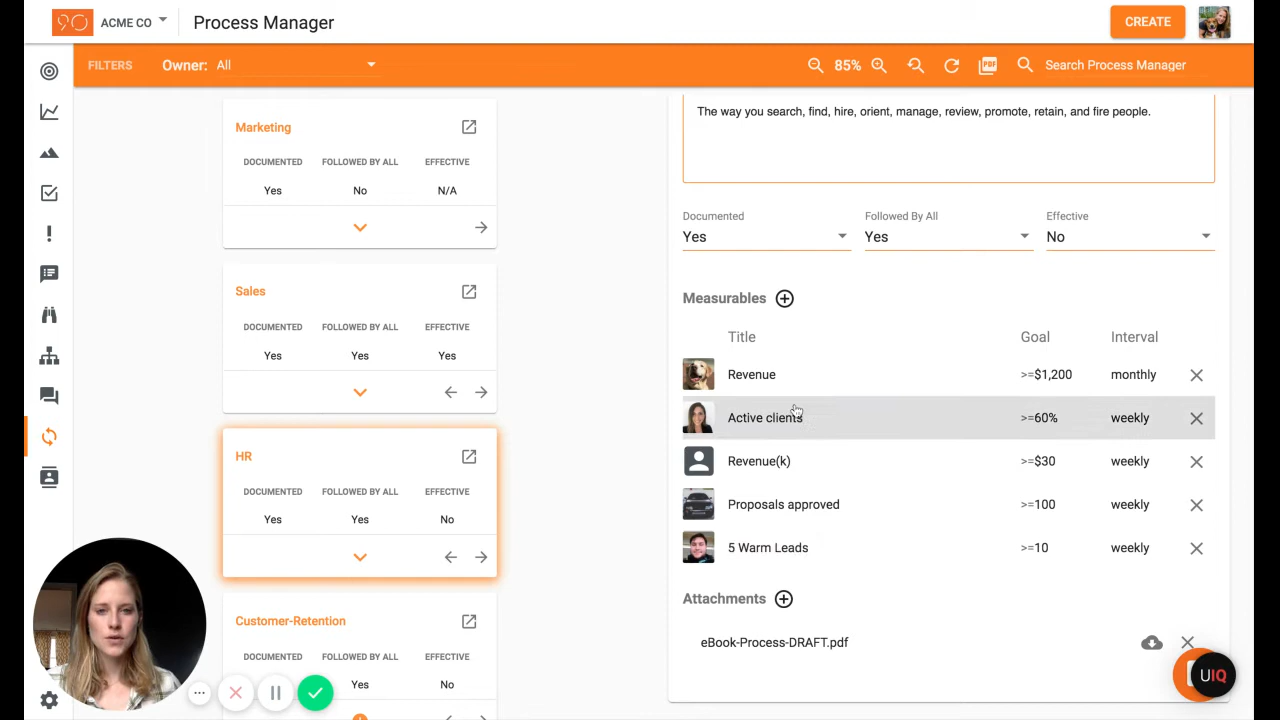 90 ACME CO Process Manager CREATE
FILTERS Owner: All 85% PDF Search Process Manager
Marketing
DOCUMENTED FOLLOWED BY ALL EFFECTIVE
Yes No N/A
Sales
DOCUMENTED FOLLOWED BY ALL EFFECTIVE
Yes Yes Yes
HR
DOCUMENTED FOLLOWED BY ALL EFFECTIVE
Yes Yes No
Customer-Retention
DOCUMENTED FOLLOWED BY ALL EFFECTIVE
Yes No
The way you search, find, hire, orient, manage, review, promote, retain, and fire people.
Documented Followed By All Effective
Yes Yes No
Measurables
Title Goal Interval
Revenue >=$1,200 monthly
Active clients >=60% weekly
Revenue(k) >=$30 weekly
Proposals approved >=100 weekly
5 Warm Leads >=10 weekly
Attachments
eBook-Process-DRAFT.pdf
UIQ